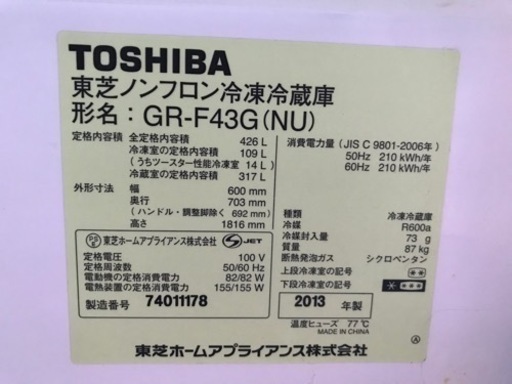 TOSHIBA
東芝ノンフロン冷凍冷蔵庫
形名：GR-F43G(NU)
定格内容積 全定格内容積 426 L
冷凍室の定格内容積 109 L
(うちツースター性能冷凍室 14 L)
冷蔵室の定格内容積 317 L
外形寸法 幅 600 mm
奥行 703 mm
(ハンドル・調整脚除く 692 mm)
高さ 1816 mm
消費電力量 (JIS C 9801-2006年)
50Hz 210 kWh/年
60Hz 210 kWh/年
PS E 東芝ホームアプライアンス株式会社 S JET
定格電圧 100 V
定格周波数 50/60 Hz
電動機の定格消費電力 82/82 W
電熱装置の定格消費電力 155/155 W
製造番号 74011178
種類 冷凍冷蔵庫
冷媒 R600a
冷媒封入量 73 g
質量 87 kg
断熱発泡ガス シクロペンタン
上段冷凍室の記号 **
下段冷凍室の記号 ****
2013 年製
温度ヒューズ 77℃
MADE IN CHINA
東芝ホームアプライアンス株式会社 Ⓐ